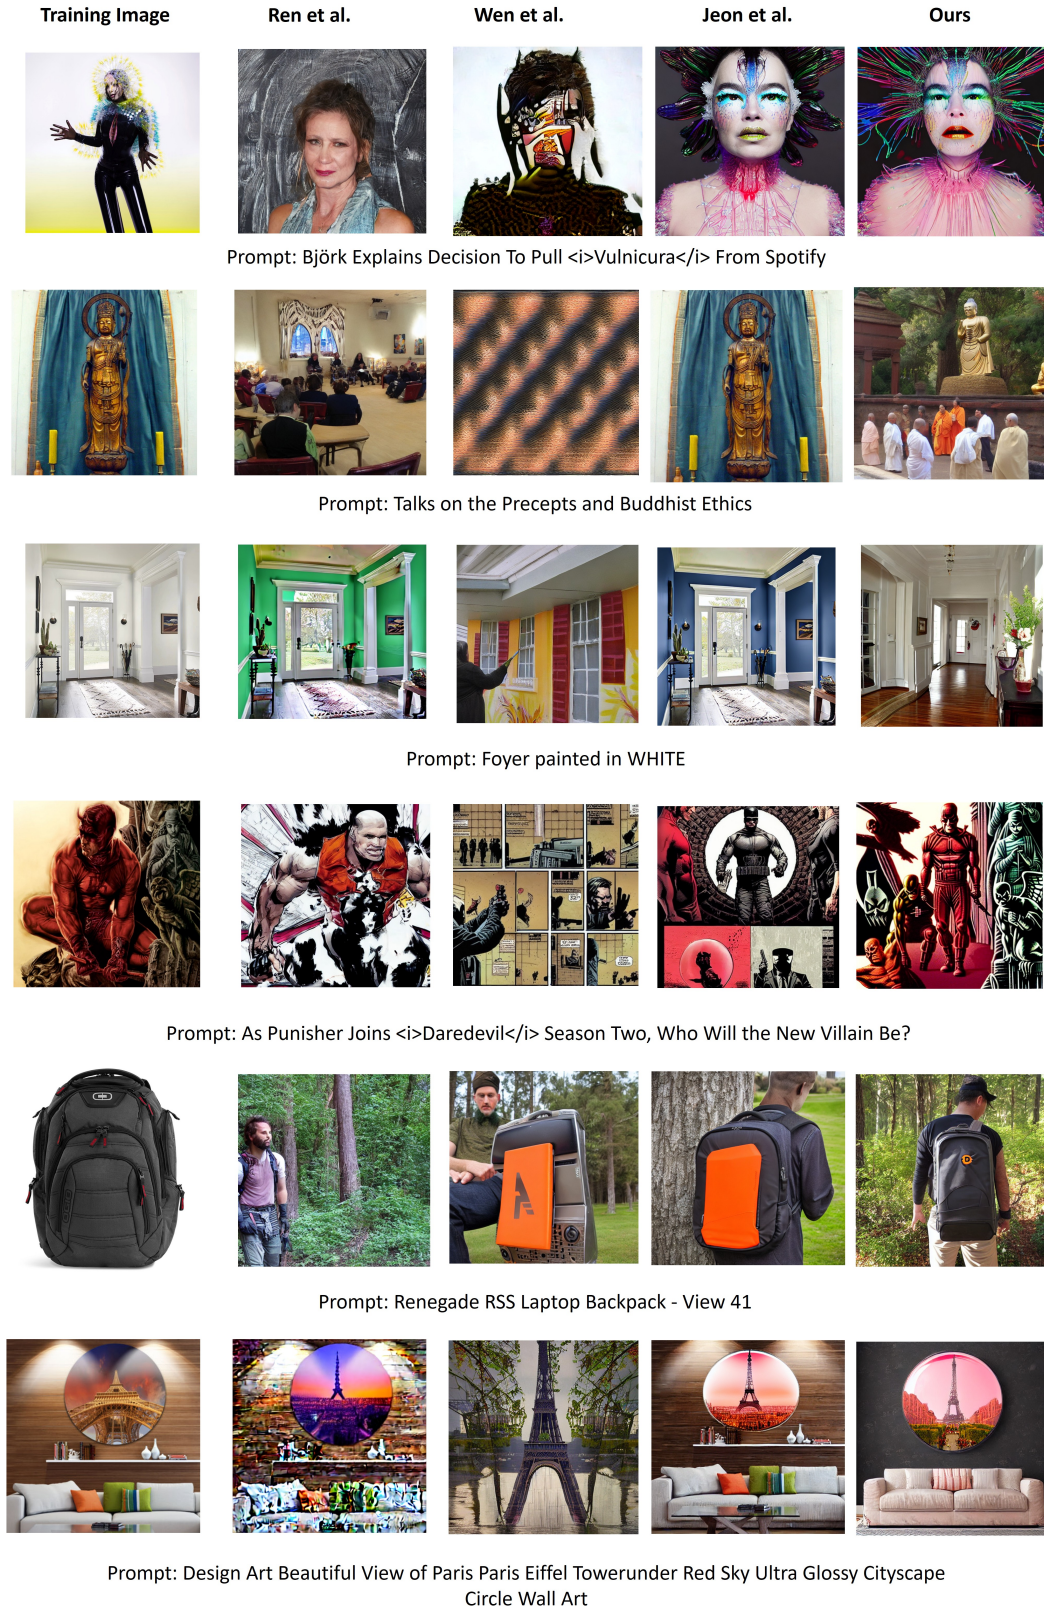 Training Image Ren et al. Wen et al. Jeon et al. Ours
Prompt: Björk Explains Decision To Pull <i>Vulnicura</i> From Spotify
Prompt: Talks on the Precepts and Buddhist Ethics
Prompt: Foyer painted in WHITE
Prompt: As Punisher Joins <i>Daredevil</i> Season Two, Who Will the New Villain Be?
Prompt: Renegade RSS Laptop Backpack - View 41
Prompt: Design Art Beautiful View of Paris Paris Eiffel Towerunder Red Sky Ultra Glossy Cityscape
Circle Wall Art